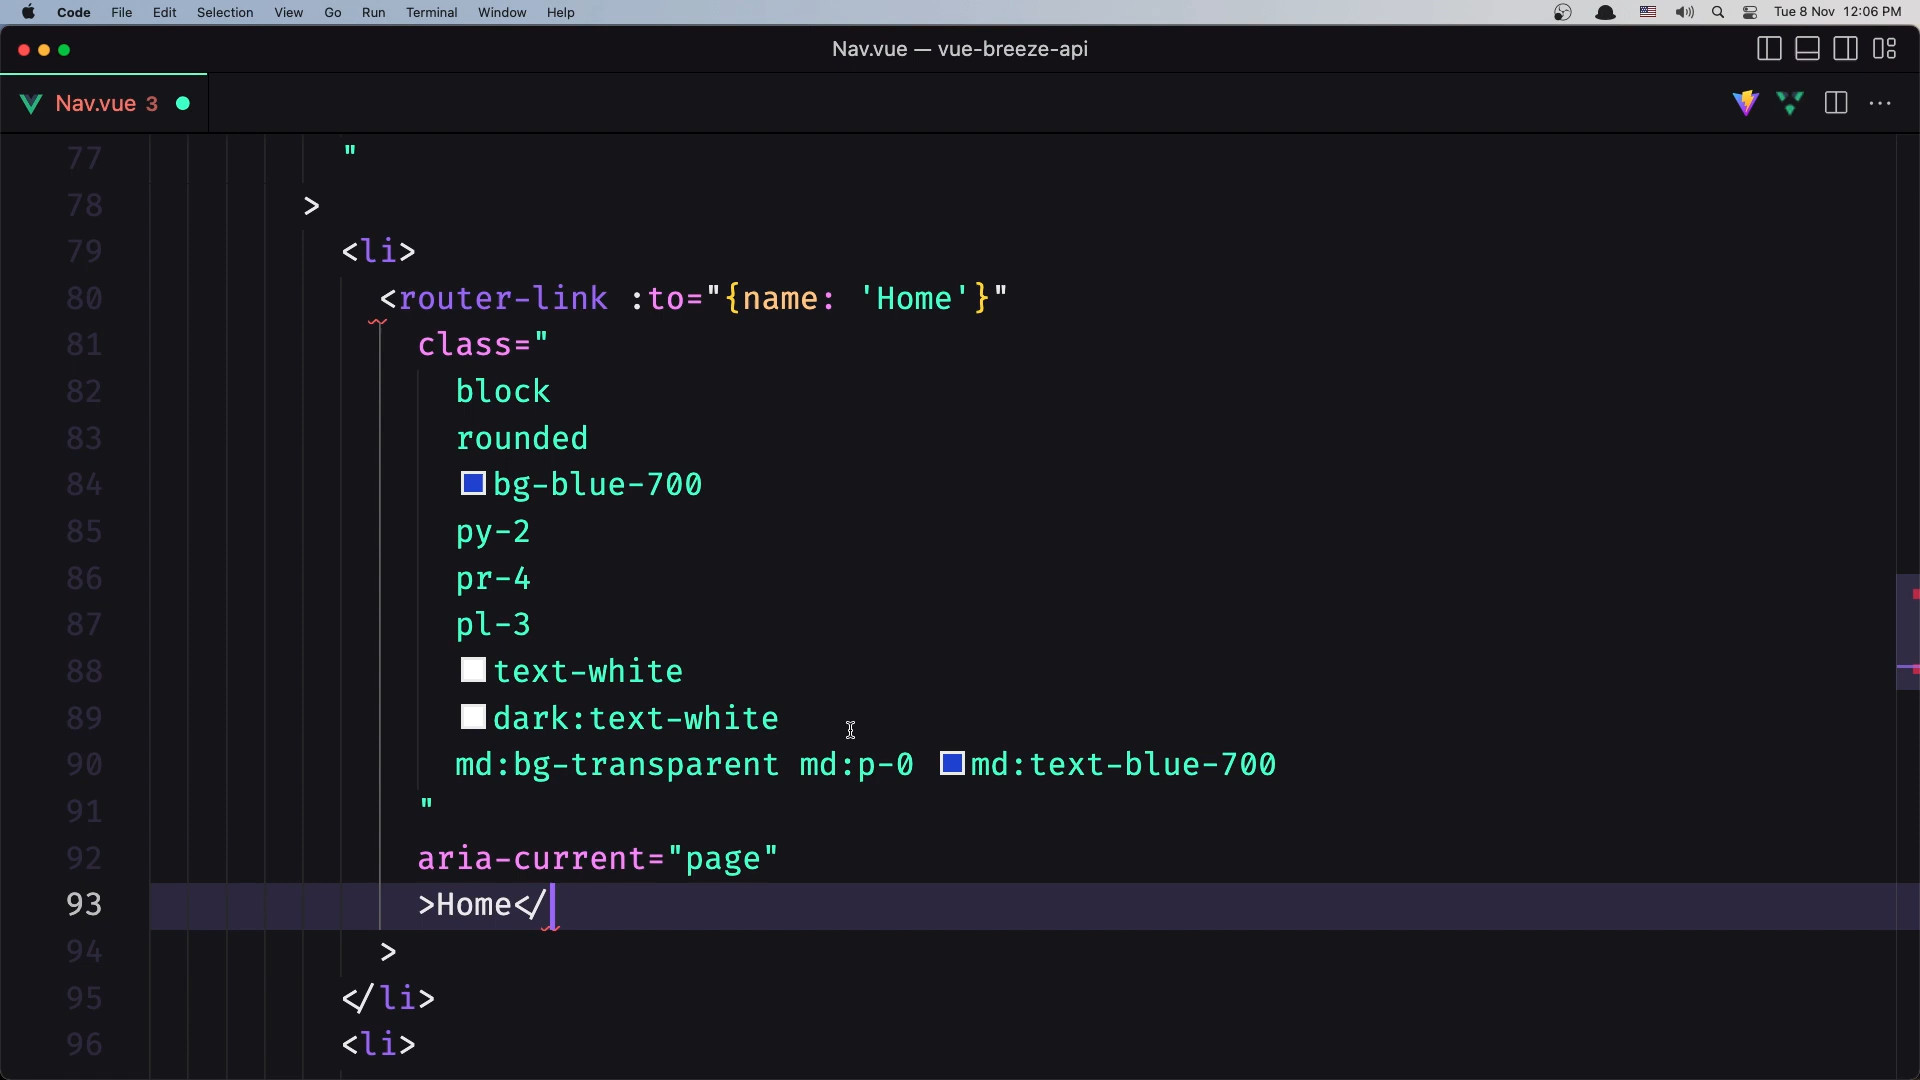 Code File Edit Selection View Go Run Terminal Window Help Tue 8 Nov 12:06 PM
Nav.vue — vue-breeze-api
Nav.vue 3
77 "
78 >
79 <li>
80 <router-link :to="{name: 'Home'}"
81 class="
82 block
83 rounded
84 bg-blue-700
85 py-2
86 pr-4
87 pl-3
88 text-white
89 dark:text-white
90 md:bg-transparent md:p-0 md:text-blue-700
91 "
92 aria-current="page"
93 >Home</
94 >
95 </li>
96 <li>